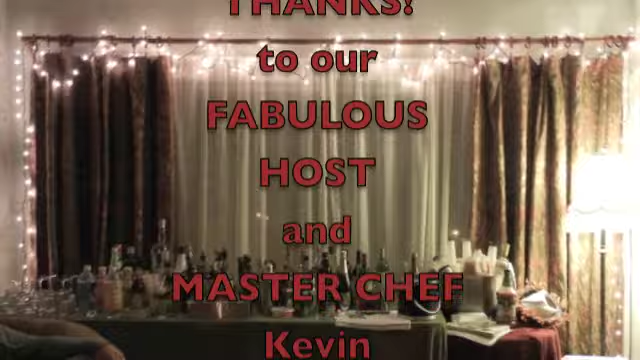 THANKS!
to our
FABULOUS
HOST
and
MASTER CHEF
Kevin